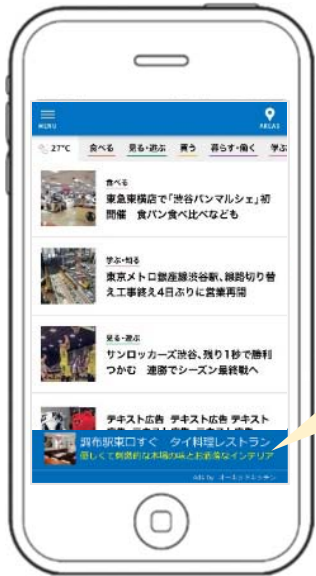 MENU
AREAS
27℃ 食べる 見る・遊ぶ 買う 暮らす・働く 学ぶ
食べる
東急東横店で「渋谷パンマルシェ」初
開催 食パン食べ比べなども
学ぶ・知る
東京メトロ銀座線渋谷駅、線路切り替
え工事終え4日ぶりに営業再開
見る・遊ぶ
サンロッカーズ渋谷、残り1秒で勝利
つかむ 連勝でシーズン最終戦へ
テキスト広告 テキスト広告 テキスト
調布駅東口すぐ タイ料理レストラン
優しくて刺激的な本場の味とお洒落なインテリア